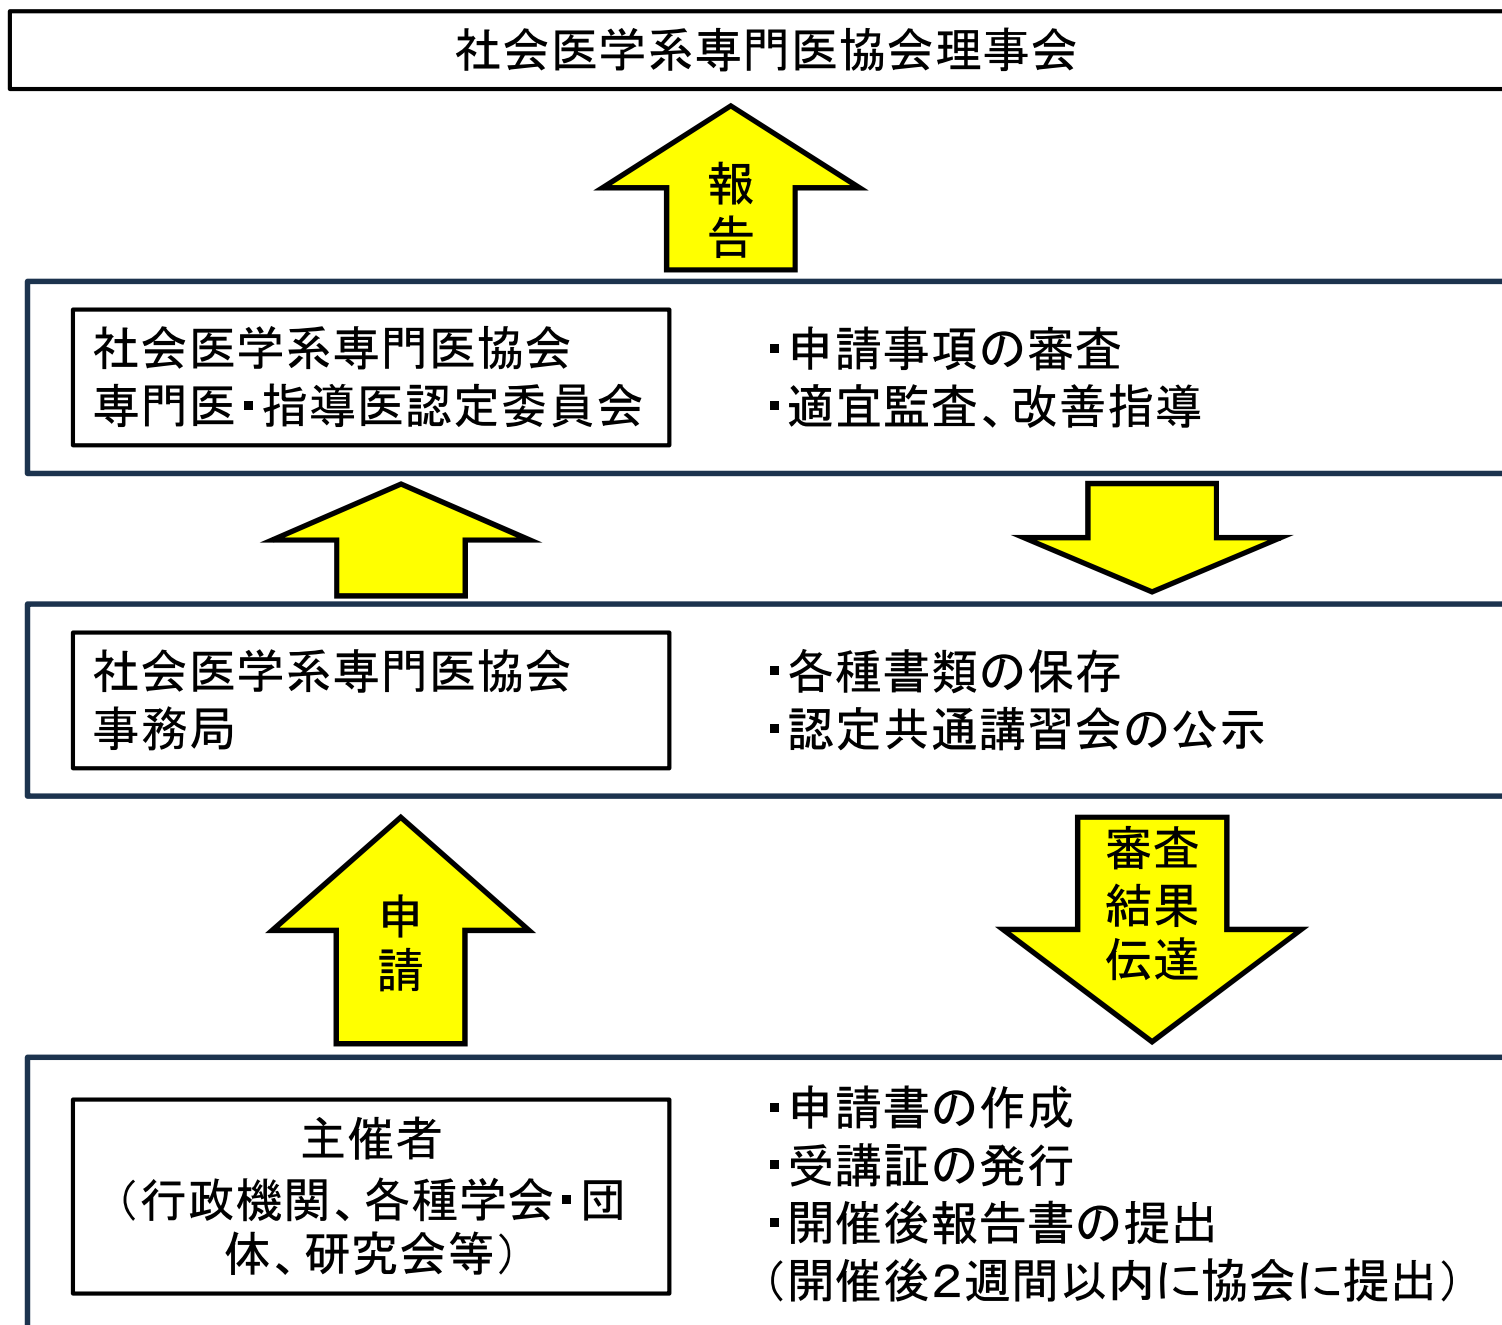 社会医学系専門医協会理事会
報
告
社会医学系専門医協会
専門医・指導医認定委員会
・申請事項の審査
・適宜監査、改善指導
社会医学系専門医協会
事務局
・各種書類の保存
・認定共通講習会の公示
申
請
審査
結果
伝達
主催者
（行政機関、各種学会・団
体、研究会等）
・申請書の作成
・受講証の発行
・開催後報告書の提出
（開催後２週間以内に協会に提出）